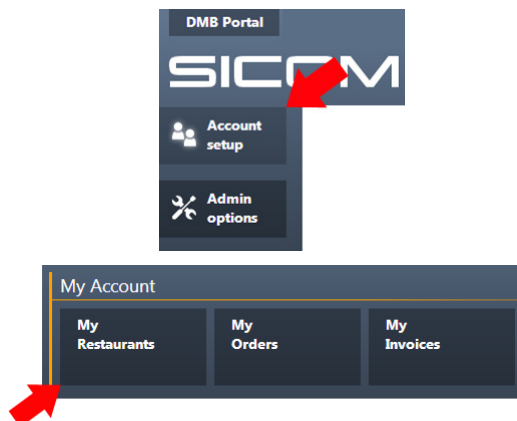 DMB Portal
SICOM
Account
setup
Admin
options
My Account
My
Restaurants
My
Orders
My
Invoices